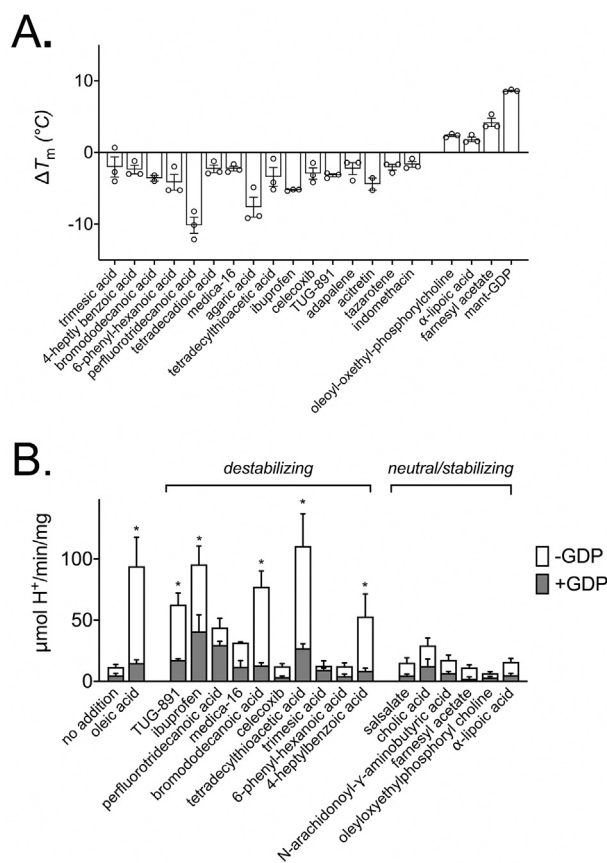 A.
ΔTm (°C)
10
0
-10
trimesic acid
4-heptly benzoic acid
bromododecanoic acid
6-phenyl-hexanoic acid
perfluorotridecanoic acid
tetradecadioic acid
medica-16
agaric acid
tetradecylthioacetic acid
ibuprofen
celecoxib
TUG-891
adapalene
acitretin
tazarotene
indomethacin
oleoyl-oxethyl-phosphorylcholine
α-lipoic acid
farnesyl acetate
mant-GDP
B.
destabilizing
neutral/stabilizing
μmol H+/min/mg
100
50
0
* * * * * *
-GDP
+GDP
no addition
oleic acid
TUG-891
ibuprofen
perfluorotridecanoic acid
medica-16
bromododecanoic acid
celecoxib
tetradecylthioacetic acid
trimesic acid
6-phenyl-hexanoic acid
4-heptylbenzoic acid
salsalate
cholic acid
N-arachidonoyl-γ-aminobutyric acid
farnesyl acetate
oleyloxyethylphosphoryl choline
α-lipoic acid